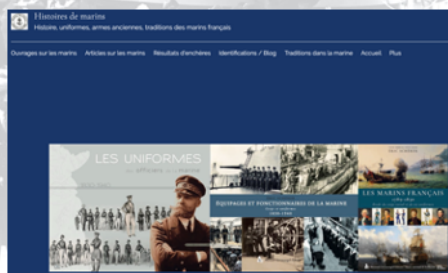 Histoires de marins
Histoire, uniformes, armes anciennes, traditions des marins français
Ouvrages sur les marins Articles sur les marins Résultats d'enchères Identifications / Blog Traditions dans la marine Accueil Plus
LES UNIFORMES
ÉQUIPAGES ET FONCTIONNAIRES DE LA MARINE
LES MARINS FRANÇAIS